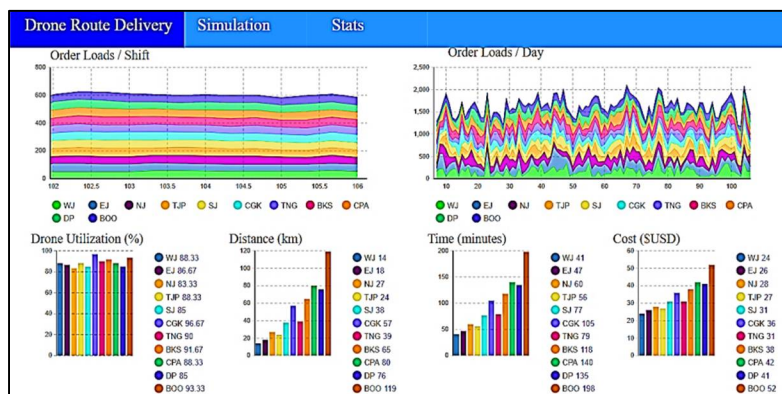 Drone Route Delivery Simulation Stats
Order Loads / Shift
800
600
400
200
0
102 102.5 103 103.5 104 104.5 105 105.5 106
WJ EJ NJ TJP SJ CGK TNG BKS CPA
DP BOO
Order Loads / Day
2,500
2,000
1,500
1,000
500
0
10 20 30 40 50 60 70 80 90 100
WJ EJ NJ TJP SJ CGK TNG BKS CPA
DP BOO
Drone Utilization (%)
100
80
60
40
20
0
WJ 88.33
EJ 86.67
NJ 83.33
TJP 88.33
SJ 85
CGK 96.67
TNG 90
BKS 91.67
CPA 88.33
DP 85
BOO 93.33
Distance (km)
120
100
80
60
40
20
0
WJ 14
EJ 18
NJ 27
TJP 24
SJ 38
CGK 57
TNG 39
BKS 65
CPA 80
DP 76
BOO 119
Time (minutes)
200
150
100
50
0
WJ 41
EJ 47
NJ 60
TJP 56
SJ 77
CGK 105
TNG 79
BKS 118
CPA 140
DP 135
BOO 198
Cost ($USD)
60
50
40
30
20
10
0
WJ 24
EJ 26
NJ 28
TJP 27
SJ 31
CGK 36
TNG 31
BKS 38
CPA 42
DP 41
BOO 52